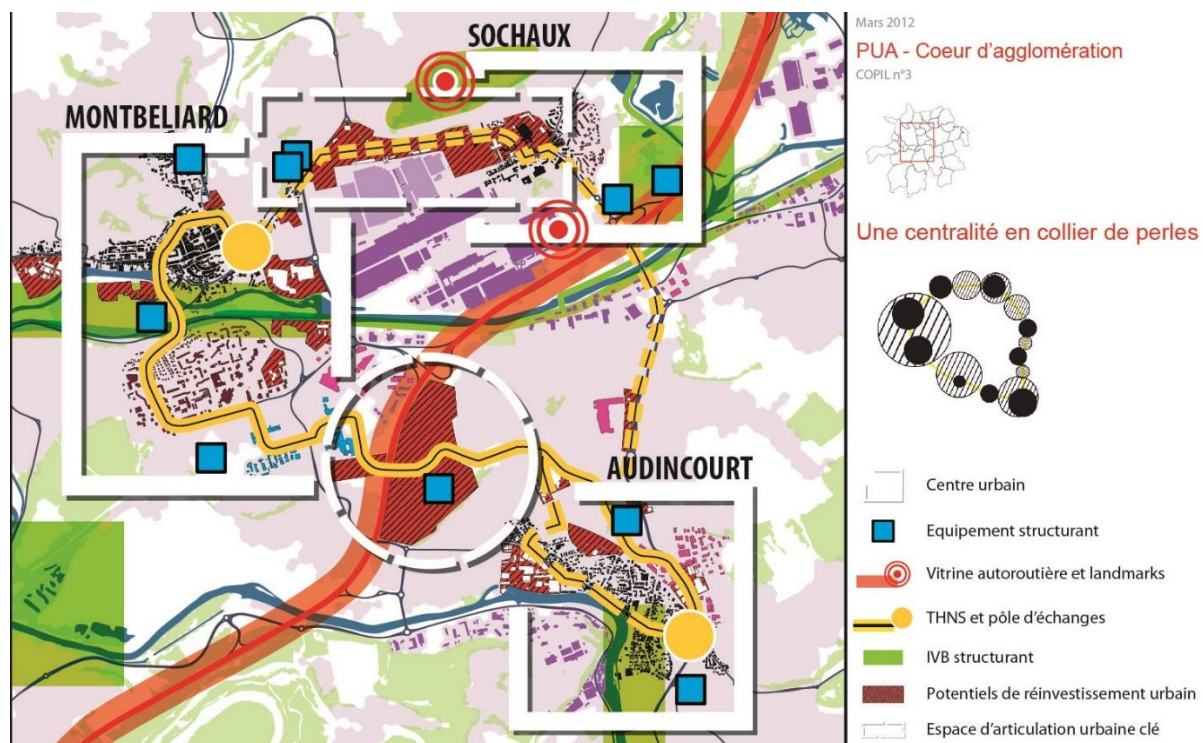 SOCHAUX
MONTBELIARD
AUDINCOURT
Mars 2012
PUA - Coeur d'agglomération
COPIL n°3
Une centralité en collier de perles
Centre urbain
Equipement structurant
Vitrine autoroutière et landmarks
THNS et pôle d'échanges
IVB structurant
Potentiels de réinvestissement urbain
Espace d'articulation urbaine clé